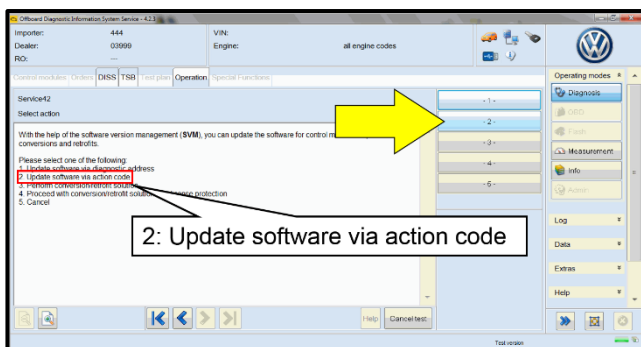 Offboard Diagnostic Information System Service - 4.2.3
Importer: 444 VIN:
Dealer: 03999 Engine: all engine codes
RO: ---
Control modules Orders DISS TSB Test plan Operation Special Functions
Operating modes
Service42
Select action
With the help of the software version management (SVM), you can update the software for control
conversions and retrofits.
Please select one of the following:
1. Update software via diagnostic address
2. Update software via action code
3. Perform conversion/retrofit solution
4. Proceed with conversion/retrofit
5. Cancel
2: Update software via action code
- 1 -
- 2 -
- 3 -
- 4 -
- 5 -
Diagnosis
OBD
Flash
Measurement
Info
Admin
Log
Data
Extras
Help
Help
Cancel test
Test version